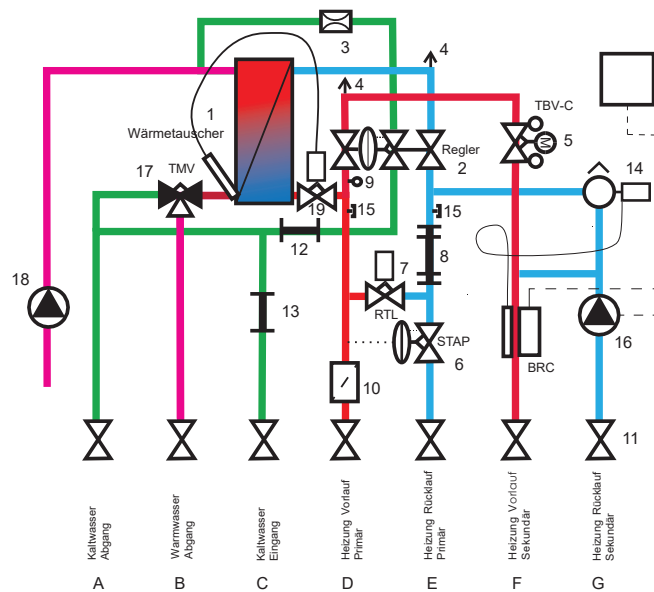 3
4
4
TBV-C
1
Wärmetauscher
Regler
2
5
M
17
TMV
9
14
19
15
15
12
8
18
13
7
RTL
STAP
6
16
BRC
10
11
Kaltwasser
Abgang
Warmwasser
Abgang
Kaltwasser
Eingang
Heizung Vorlauf
Primär
Heizung Rücklauf
Primär
Heizung Vorlauf
Sekundär
Heizung Rücklauf
Sekundär
A
B
C
D
E
F
G